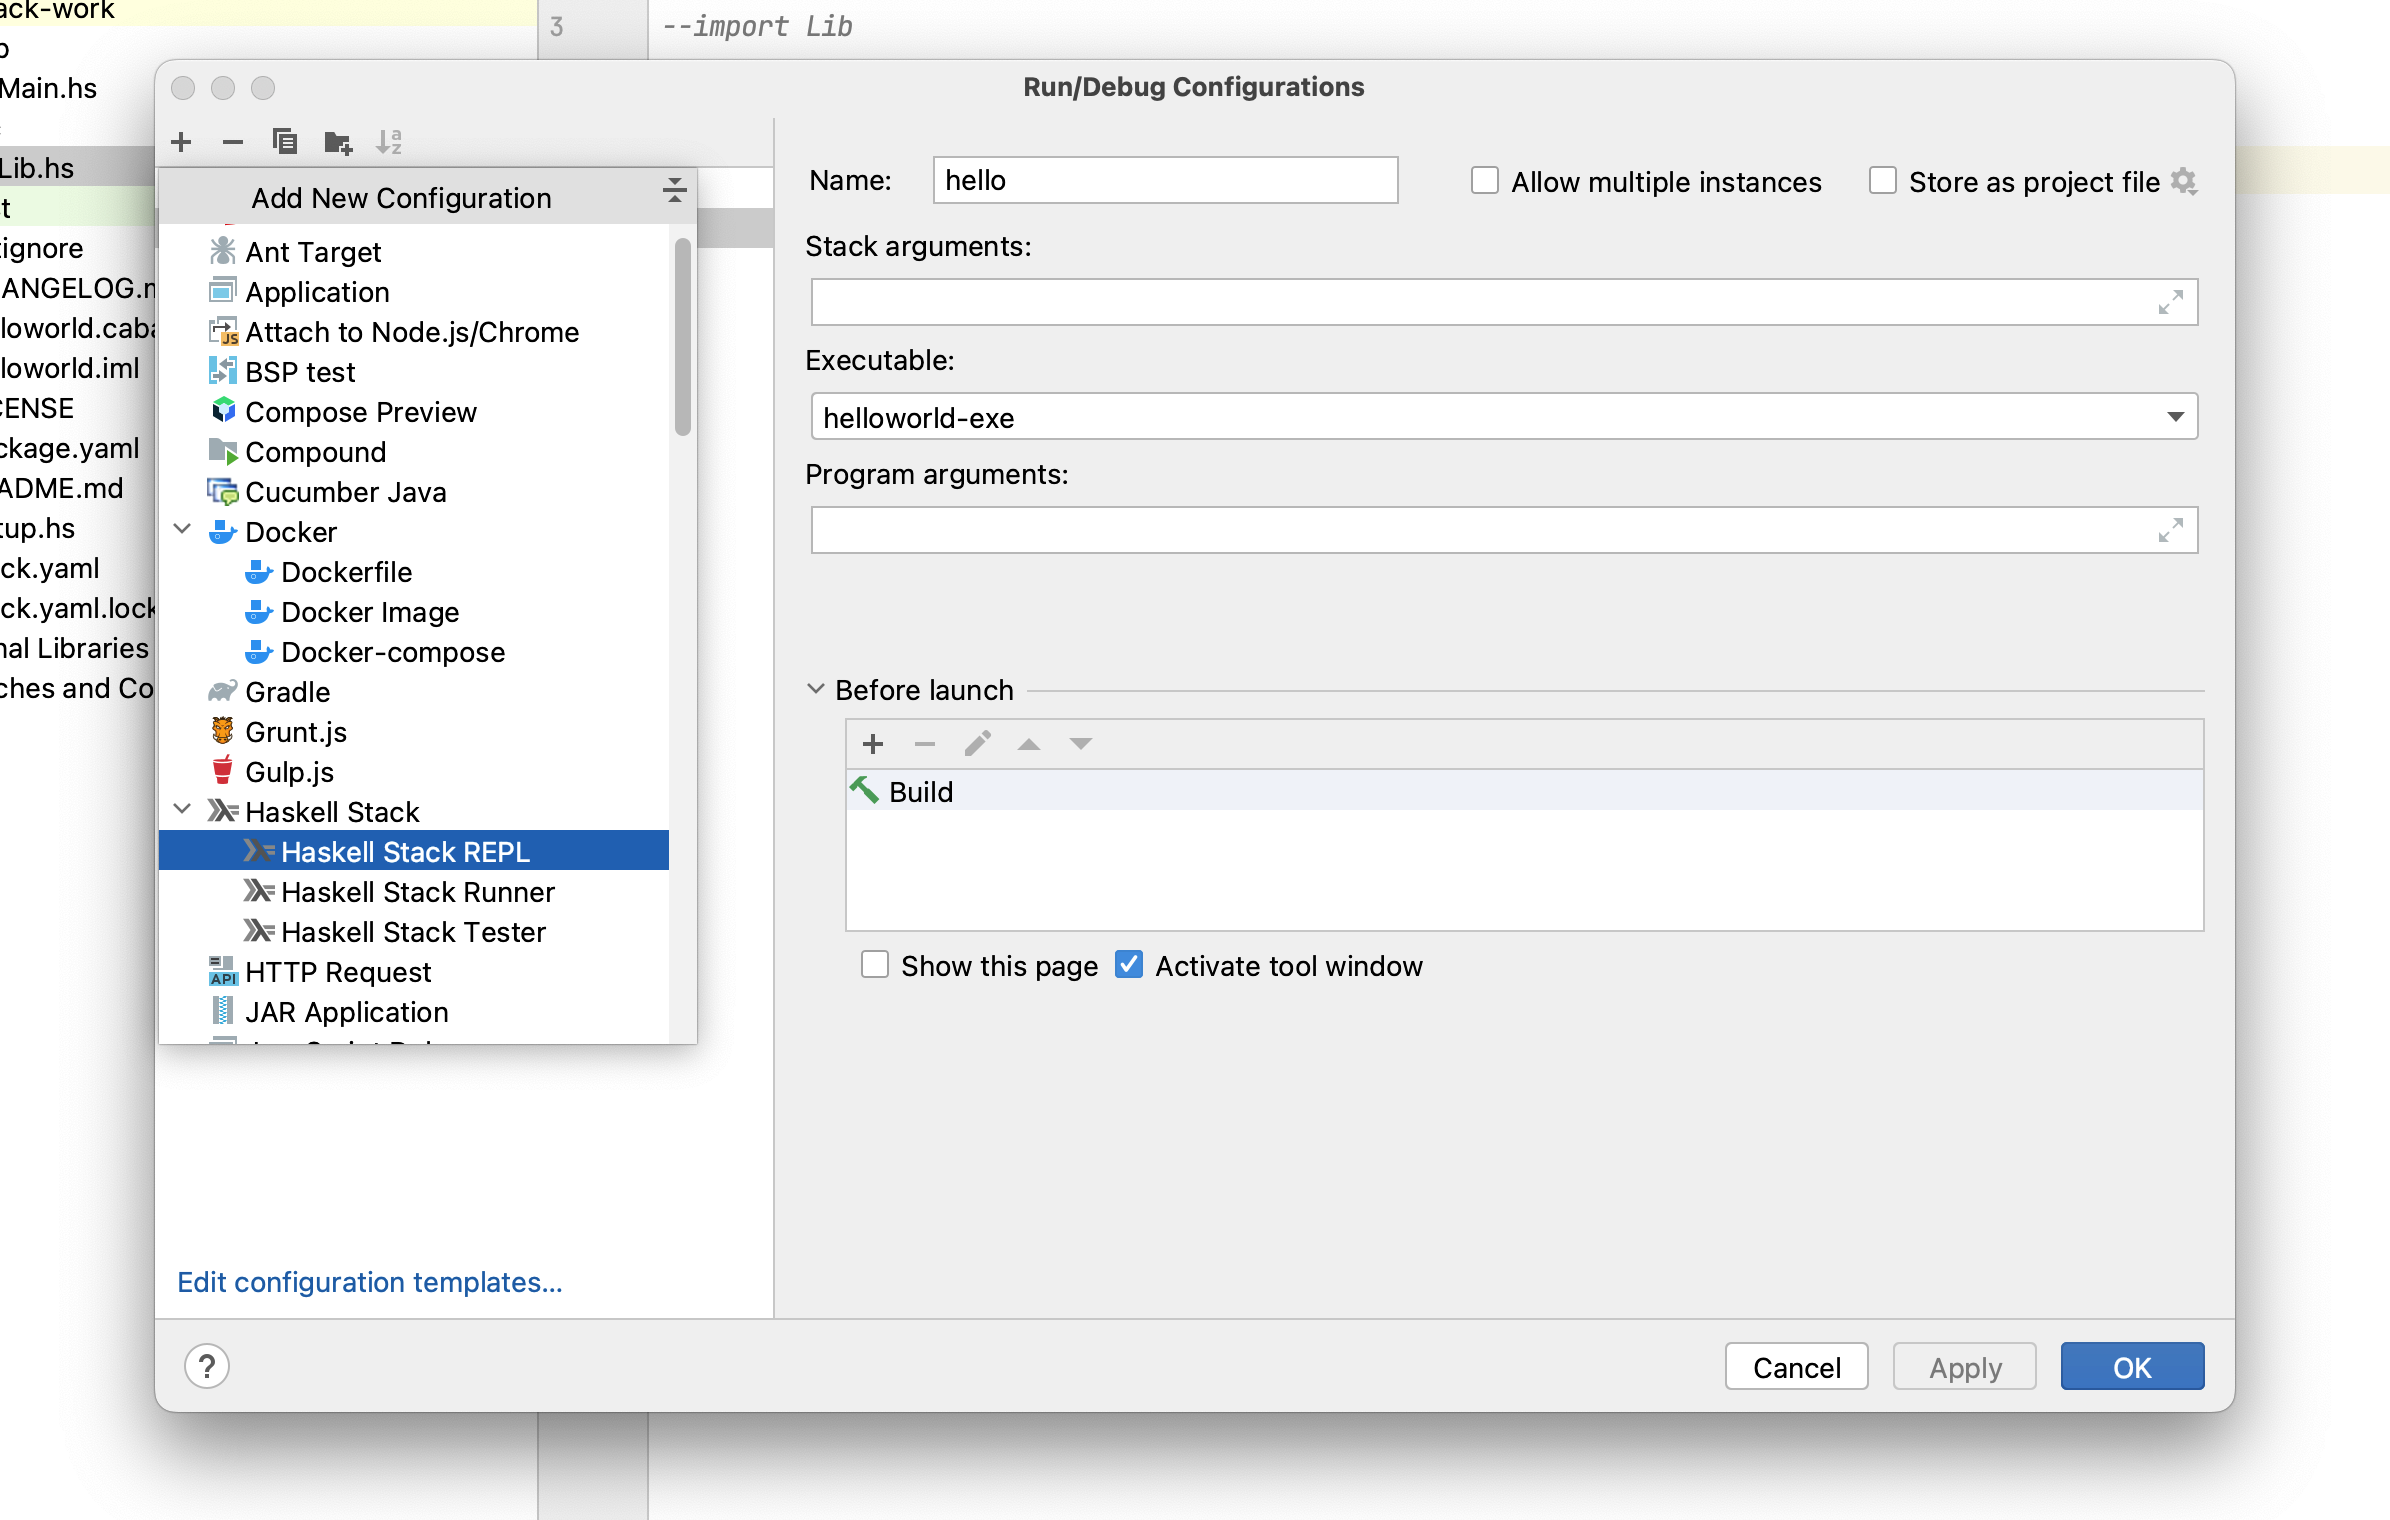 ack-work
3
--import Lib
Main.hs
Lib.hs
t
ignore
ANGELOG.
loworld.cab
loworld.iml
ENSE
ckage.yaml
ADME.md
tup.hs
ck.yaml
ck.yaml.lock
nal Libraries
ches and Co
Run/Debug Configurations
Add New Configuration
Ant Target
Application
Attach to Node.js/Chrome
BSP test
Compose Preview
Compound
Cucumber Java
Docker
Dockerfile
Docker Image
Docker-compose
Gradle
Grunt.js
Gulp.js
Haskell Stack
Haskell Stack REPL
Haskell Stack Runner
Haskell Stack Tester
HTTP Request
JAR Application
Name: hello
Allow multiple instances
Store as project file
Stack arguments:
Executable:
helloworld-exe
Program arguments:
Before launch
Build
Show this page
Activate tool window
Edit configuration templates...
?
Cancel
Apply
OK